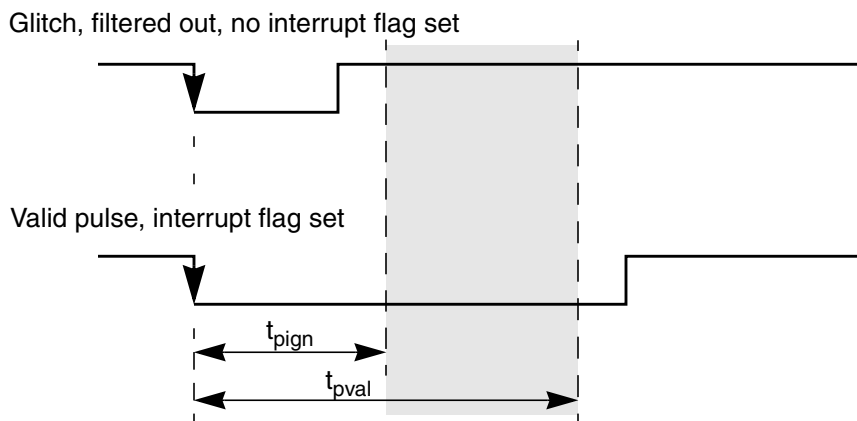 Glitch, filtered out, no interrupt flag set
Valid pulse, interrupt flag set
tpign
tpval